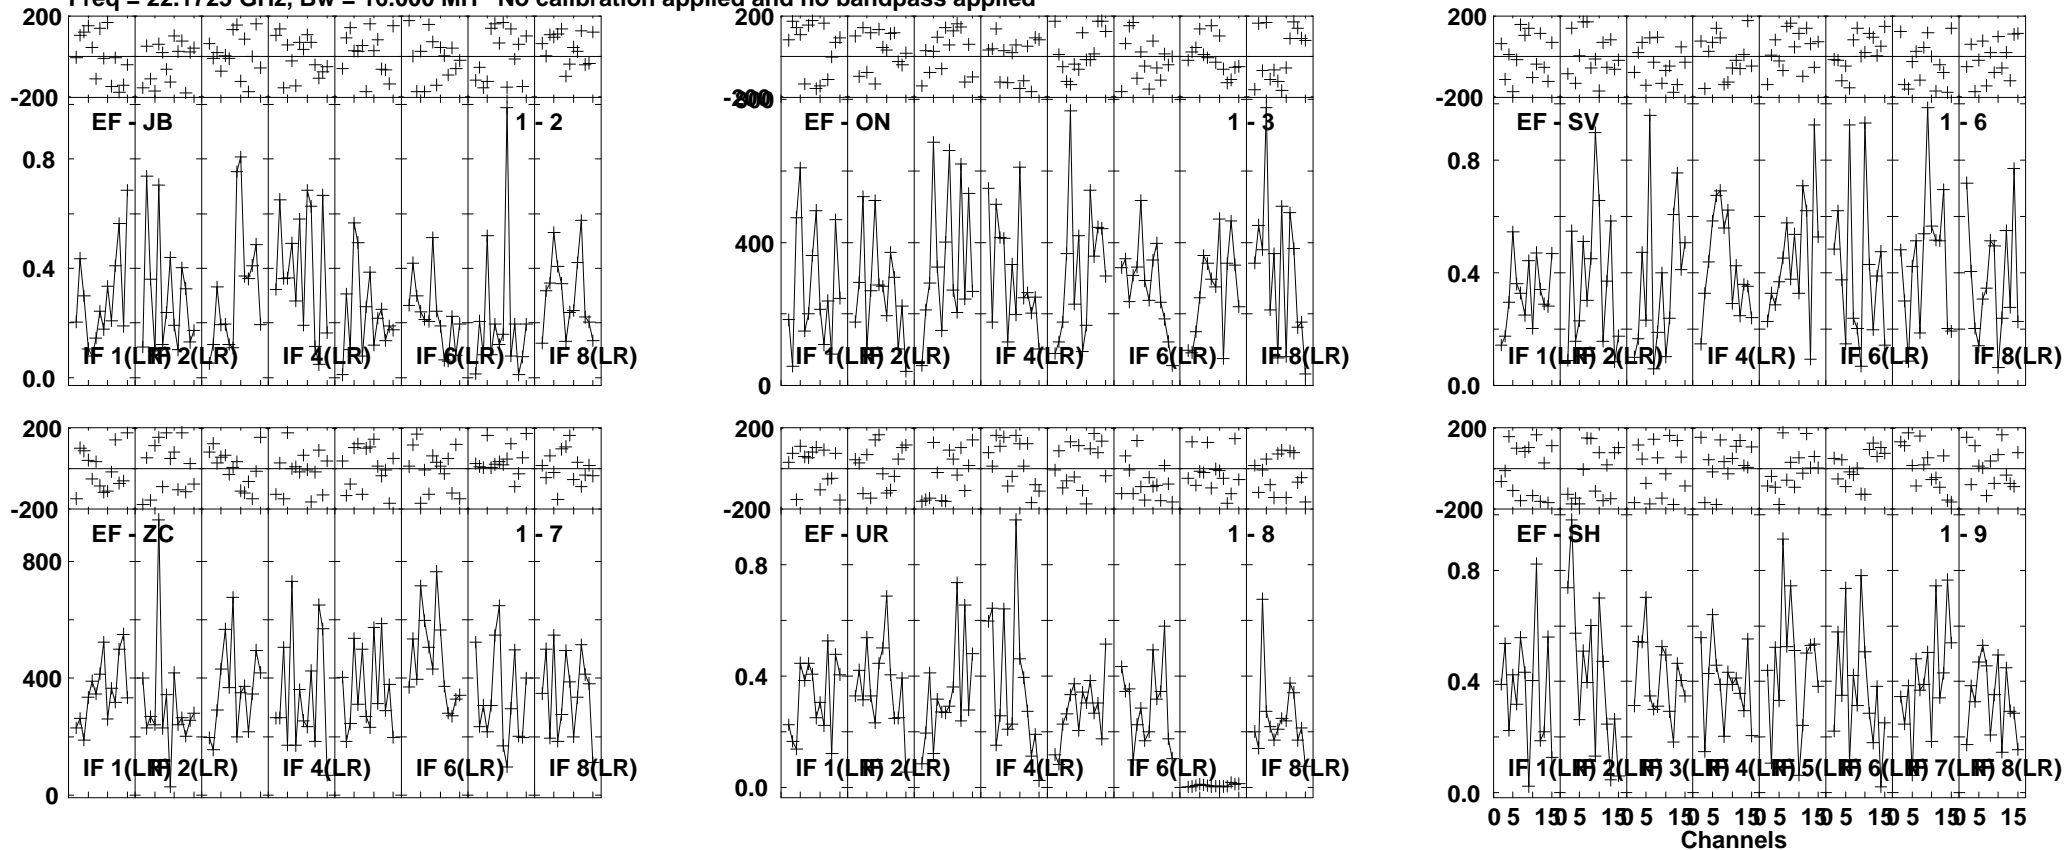 Freq = 22.1725 GHz, Bw = 16.000 MH No calibration applied and no bandpass applied
200
-200
EF - JB 1 - 2
0.8
0.4
0.0
IF 1(LR) IF 2(LR) IF 4(LR) IF 6(LR) IF 8(LR)
200
-200
800
EF - ON 1 - 3
400
0
IF 1(LR) IF 2(LR) IF 4(LR) IF 6(LR) IF 8(LR)
200
-200
EF - SV 1 - 6
0.8
0.4
0.0
IF 1(LR) IF 2(LR) IF 4(LR) IF 6(LR) IF 8(LR)
200
-200
EF - ZC 1 - 7
800
400
0
IF 1(LR) IF 2(LR) IF 4(LR) IF 6(LR) IF 8(LR)
200
-200
EF - UR 1 - 8
0.8
0.4
0.0
IF 1(LR) IF 2(LR) IF 4(LR) IF 6(LR) IF 8(LR)
200
-200
EF - SH 1 - 9
0.8
0.4
0.0
IF 1(LR) IF 2(LR) IF 3(LR) IF 4(LR) IF 5(LR) IF 6(LR) IF 7(LR) IF 8(LR)
0 5 15 0 5 15 0 5 15 0 5 15 0 5 15 0 5 15 0 5 15 0 5 15
Channels